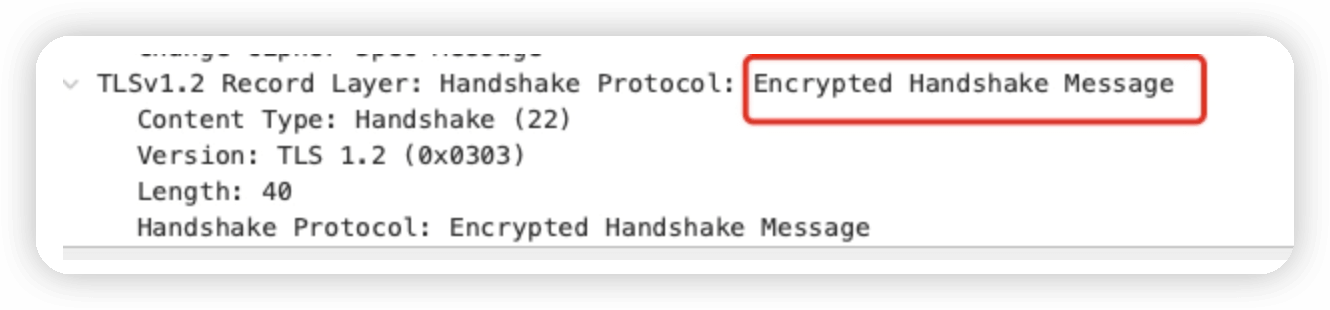 TLSv1.2 Record Layer: Handshake Protocol: Encrypted Handshake Message
Content Type: Handshake (22)
Version: TLS 1.2 (0x0303)
Length: 40
Handshake Protocol: Encrypted Handshake Message